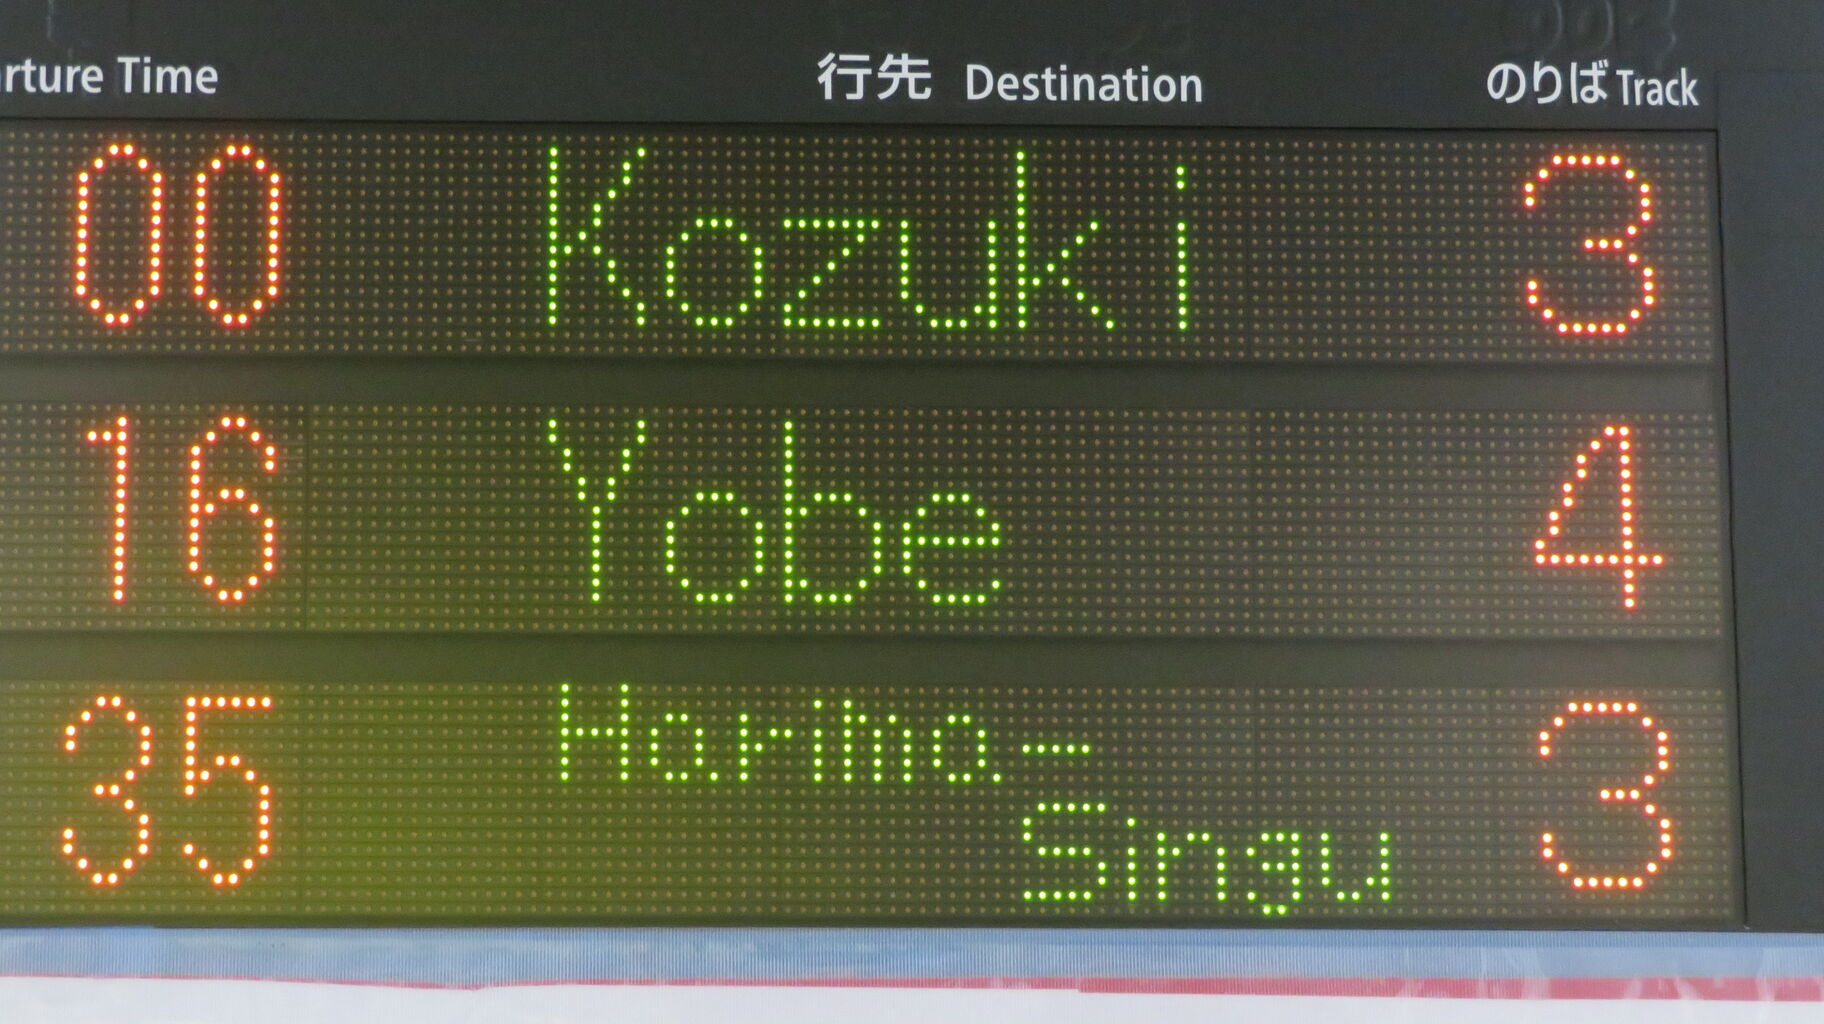 rture Time 行先 Destination のりば Track
00 Kozuki 3
16 Yobe 4
35 Harima- 3
Singu